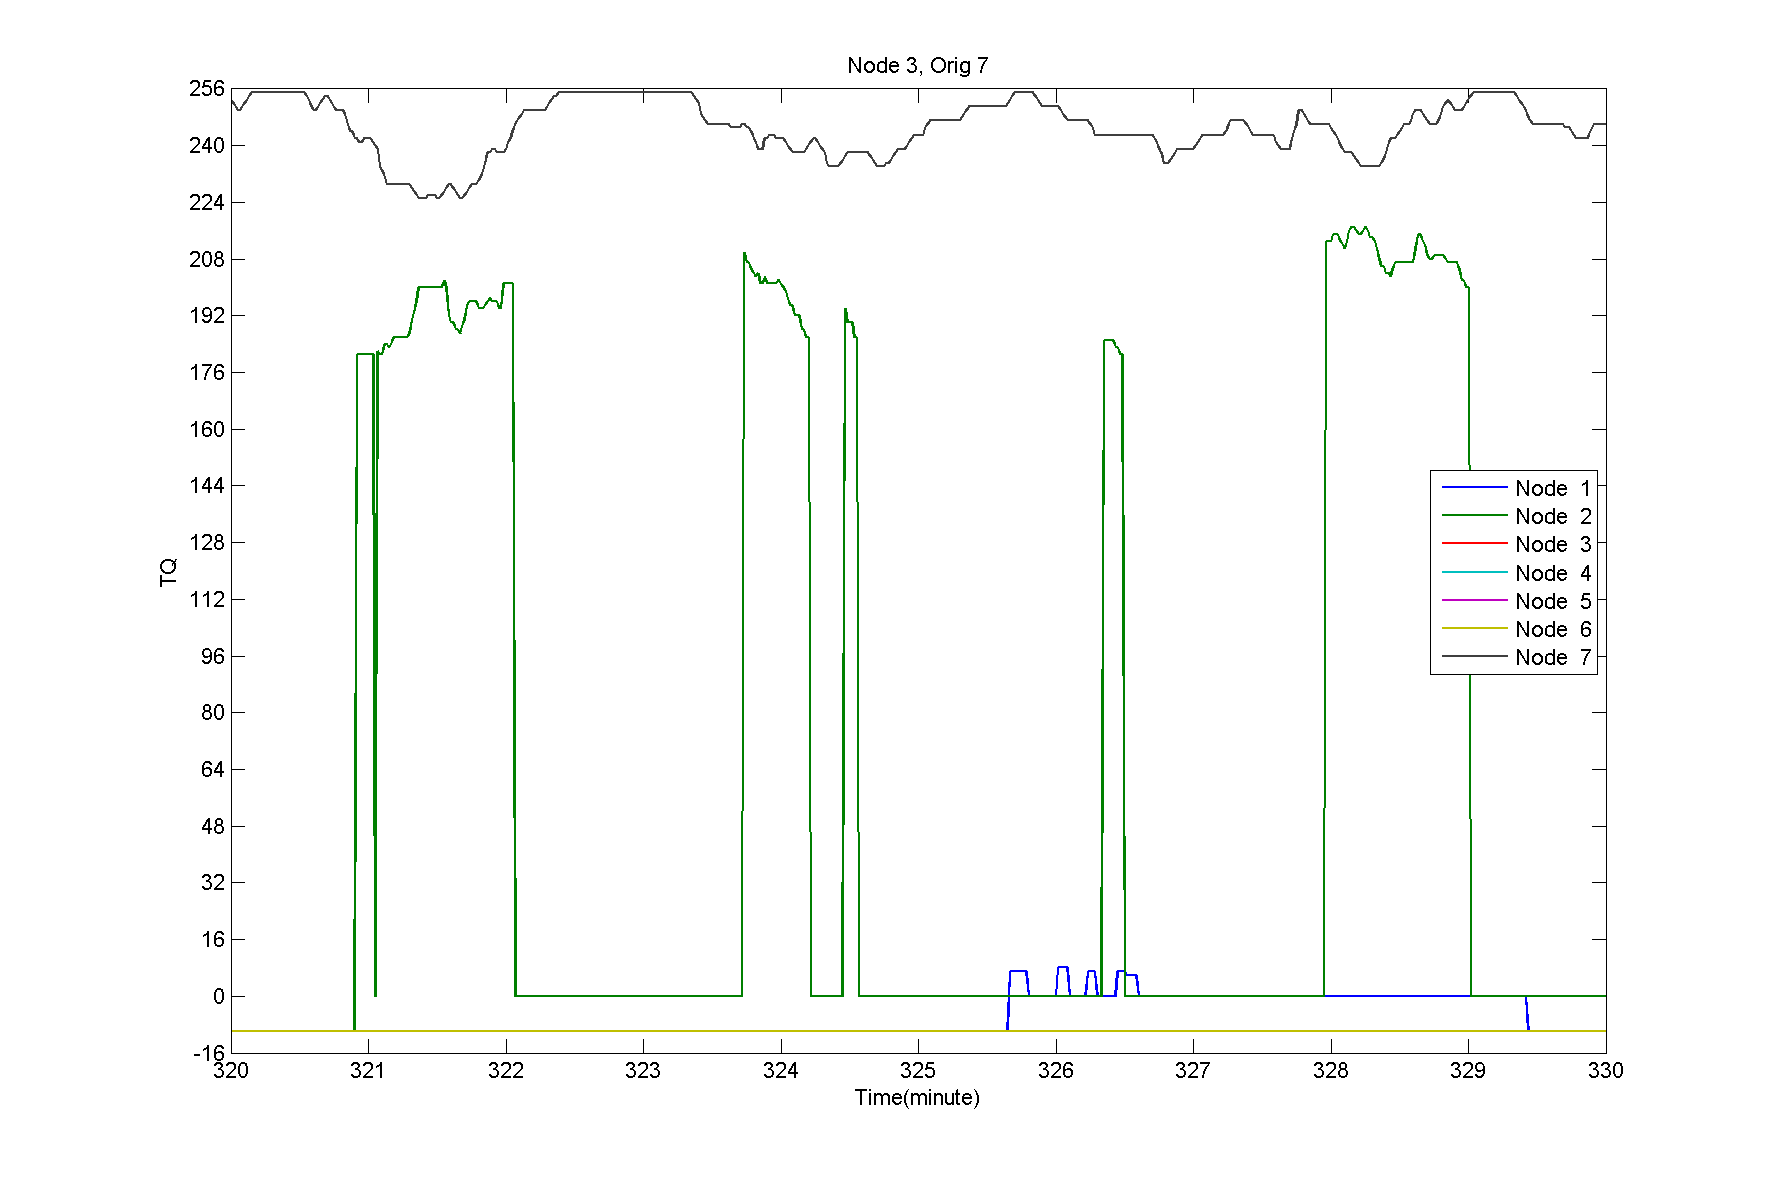 Node 3, Orig 7
256
240
224
208
192
176
160
144
128
112
96
80
64
48
32
16
0
-16
TQ
Node 1
Node 2
Node 3
Node 4
Node 5
Node 6
Node 7
320 321 322 323 324 325 326 327 328 329 330
Time(minute)